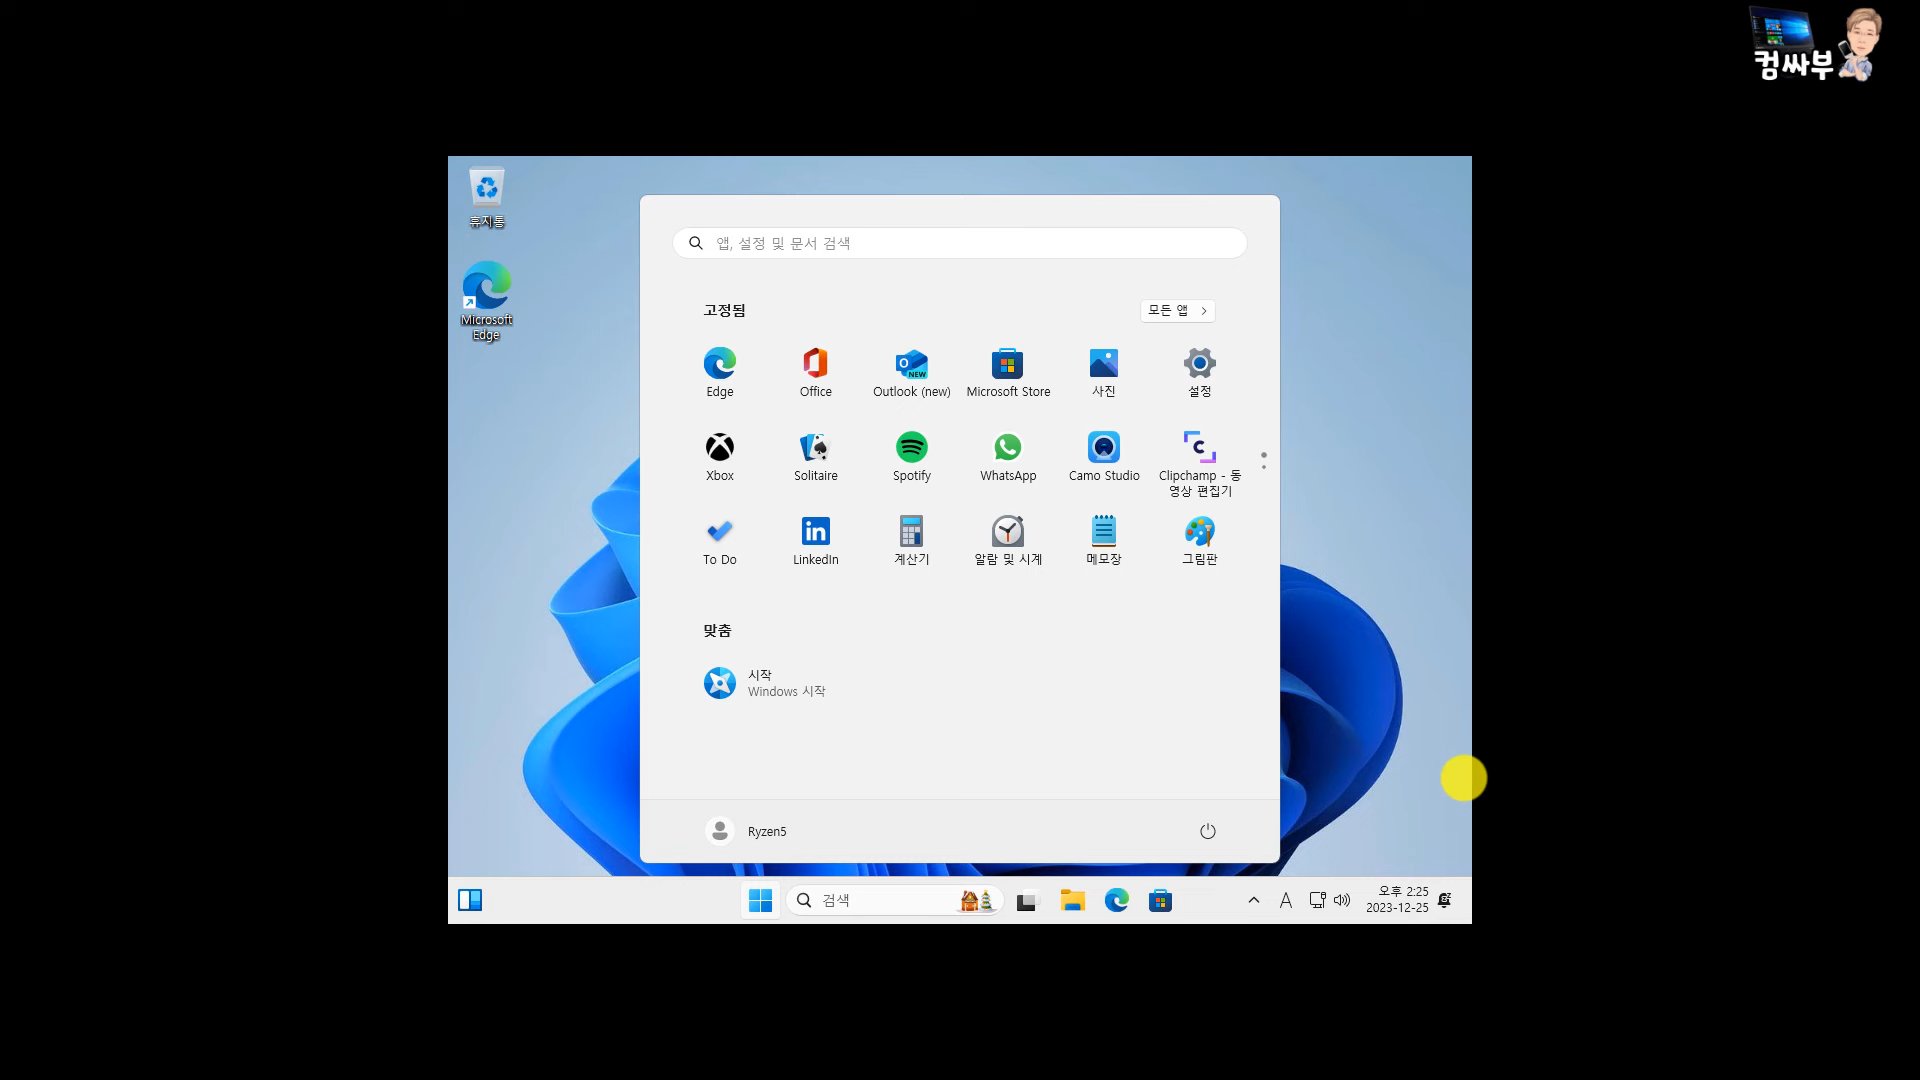 컴싸부
휴지통
Microsoft
Edge
앱, 설정 및 문서 검색
고정됨
모든 앱
Edge
Office
Outlook (new)
Microsoft Store
사진
설정
Xbox
Solitaire
Spotify
WhatsApp
Camo Studio
Clipchamp - 동
영상 편집기
To Do
LinkedIn
계산기
알람 및 시계
메모장
그림판
맞춤
시작
Windows 시작
Ryzen5
검색
A
오후 2:25
2023-12-25